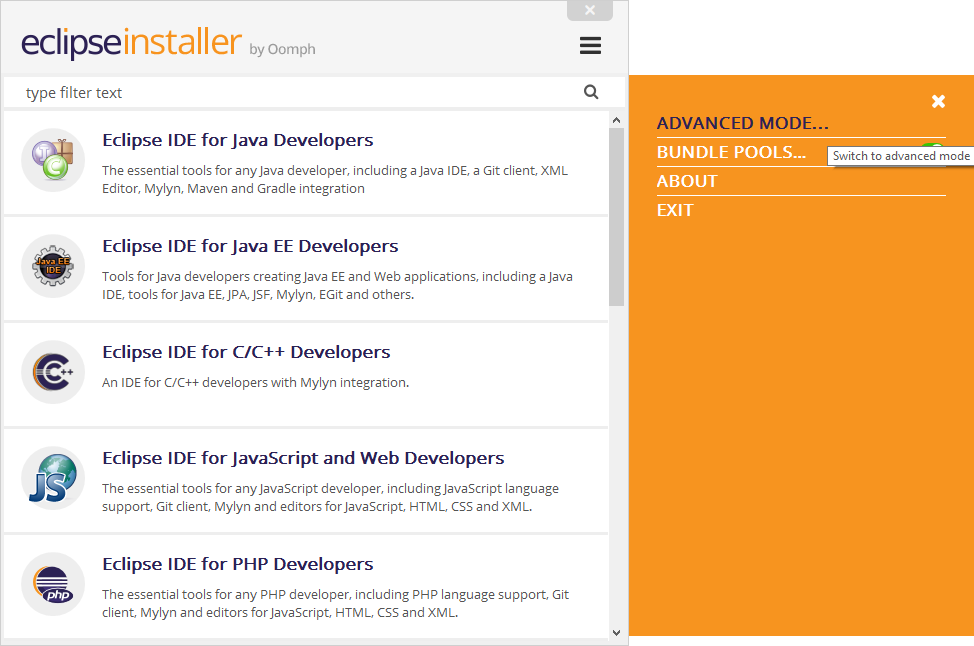 eclipseinstaller by Oomph
type filter text
Eclipse IDE for Java Developers
The essential tools for any Java developer, including a Java IDE, a Git client, XML
Editor, Mylyn, Maven and Gradle integration
Java EE
IDE
Eclipse IDE for Java EE Developers
Tools for Java developers creating Java EE and Web applications, including a Java
IDE, tools for Java EE, JPA, JSF, Mylyn, EGit and others.
C++
Eclipse IDE for C/C++ Developers
An IDE for C/C++ developers with Mylyn integration.
JS
Eclipse IDE for JavaScript and Web Developers
The essential tools for any JavaScript developer, including JavaScript language
support, Git client, Mylyn and editors for JavaScript, HTML, CSS and XML.
php
Eclipse IDE for PHP Developers
The essential tools for any PHP developer, including PHP language support, Git
client, Mylyn and editors for JavaScript, HTML, CSS and XML.
ADVANCED MODE...
BUNDLE POOLS...
Switch to advanced mode
ABOUT
EXIT